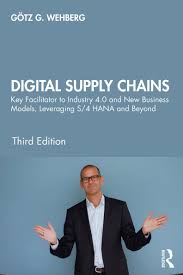 GÖTZ G. WEHBERG
DIGITAL SUPPLY CHAINS
Key Facilitator to Industry 4.0 and New Business
Models, Leveraging S/4 HANA and Beyond
Third Edition
R
ROUTLEDGE